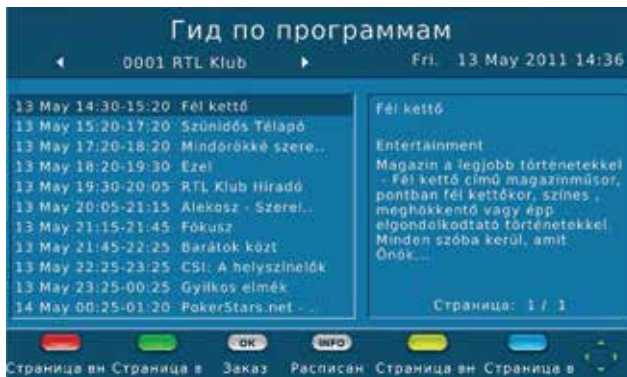 Гид по программам
0001 RTL Klub
Fri. 13 May 2011 14:36
13 May 14:30-15:20 Fél kettő
13 May 15:20-17:20 Szünidős Télapó
13 May 17:20-18:20 Mindörökké szere..
13 May 18:20-19:30 Ezel
13 May 19:30-20:05 RTL Klub Híradó
13 May 20:05-21:15 Alekosz - Szerel..
13 May 21:15-21:45 Fókusz
13 May 21:45-22:25 Barátok közt
13 May 22:25-23:25 CSI: A helyszínelők
13 May 23:25-00:25 Gyilkos elmék
14 May 00:25-01:20 PokerStars.net - ..
Fél kettő
Entertainment
Magazin a legjobb történetekkel
- Fél kettő című magazinműsor,
pontban fél kettőkor, színes ,
meghökkentő vagy épp
elgondolkodtató történetekkel.
Minden szóba kerül, amit
Önök...
Страница: 1 / 1
OK INFO
Страница вн Страница в Заказ Расписан Страница вн Страница в